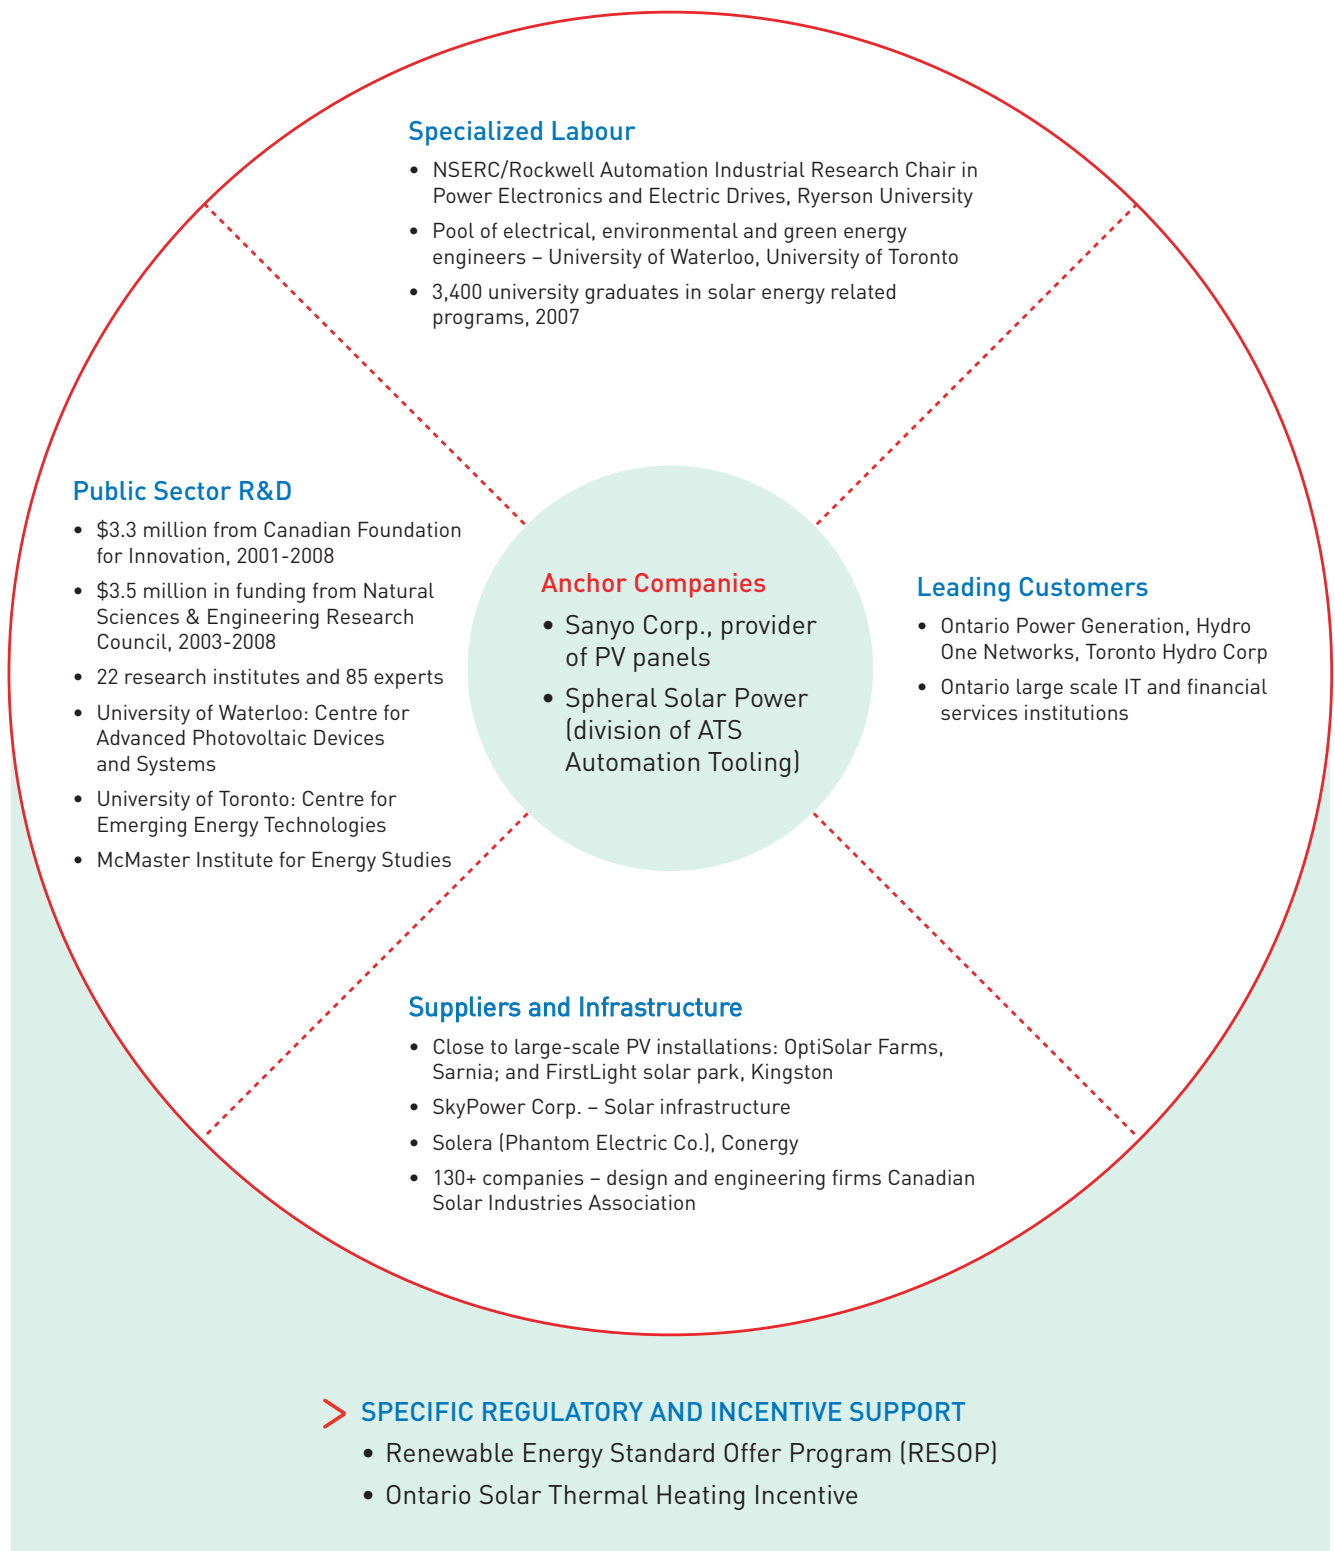 Specialized Labour
• NSERC/Rockwell Automation Industrial Research Chair in
Power Electronics and Electric Drives, Ryerson University
• Pool of electrical, environmental and green energy
engineers – University of Waterloo, University of Toronto
• 3,400 university graduates in solar energy related
programs, 2007
Public Sector R&D
• $3.3 million from Canadian Foundation
for Innovation, 2001-2008
• $3.5 million in funding from Natural
Sciences & Engineering Research
Council, 2003-2008
• 22 research institutes and 85 experts
• University of Waterloo: Centre for
Advanced Photovoltaic Devices
and Systems
• University of Toronto: Centre for
Emerging Energy Technologies
• McMaster Institute for Energy Studies
Anchor Companies
• Sanyo Corp., provider
of PV panels
• Spheral Solar Power
(division of ATS
Automation Tooling)
Leading Customers
• Ontario Power Generation, Hydro
One Networks, Toronto Hydro Corp
• Ontario large scale IT and financial
services institutions
Suppliers and Infrastructure
• Close to large-scale PV installations: OptiSolar Farms,
Sarnia; and FirstLight solar park, Kingston
• SkyPower Corp. – Solar infrastructure
• Solera (Phantom Electric Co.), Conergy
• 130+ companies – design and engineering firms Canadian
Solar Industries Association
> SPECIFIC REGULATORY AND INCENTIVE SUPPORT
• Renewable Energy Standard Offer Program (RESOP)
• Ontario Solar Thermal Heating Incentive